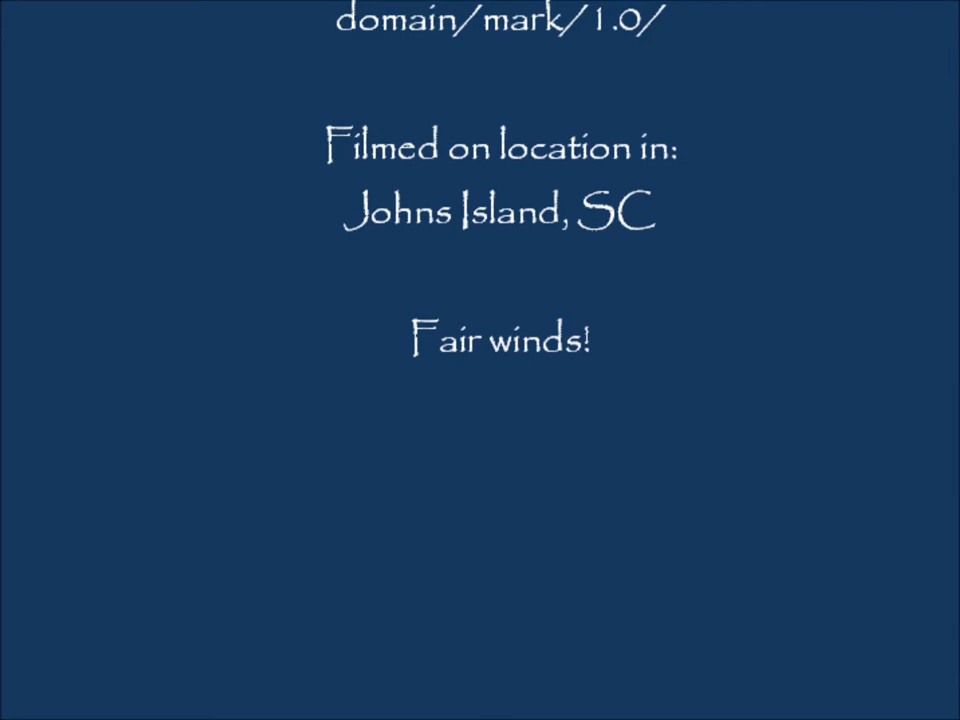 domain/mark/1.0/
Filmed on location in:
Johns Island, SC
Fair winds!